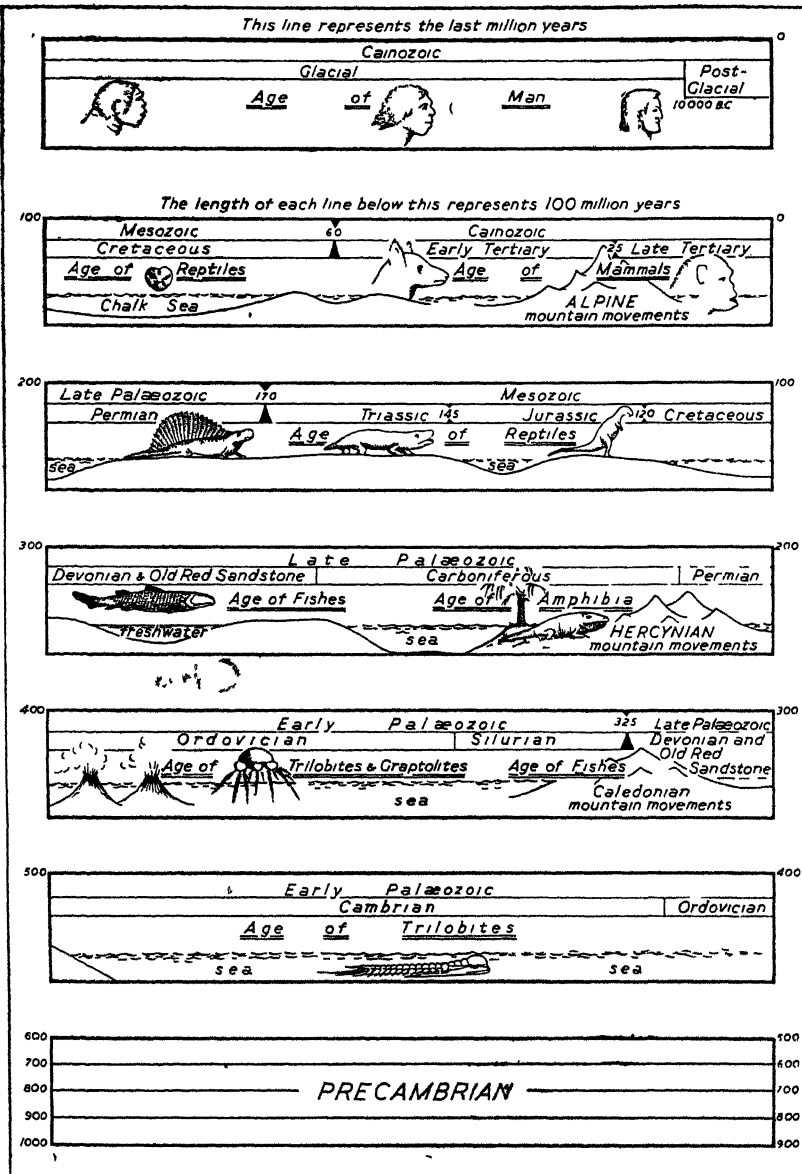 This line represents the last million years
0
Cainozoic
Glacial
Post-Glacial
Age of Man
10000 B.C
The length of each line below this represents 100 million years
100 0
Mesozoic 60 Cainozoic
Cretaceous Early Tertiary 25 Late Tertiary
Age of Reptiles Age of Mammals
Chalk Sea
ALPINE
mountain movements
200 100
Late Palæozoic 170 Mesozoic
Permian Triassic 145 Jurassic 120 Cretaceous
Age of Reptiles
sea sea
300 200
Late Palæozoic
Devonian & Old Red Sandstone Carboniferous Permian
Age of Fishes Age of Amphibia
freshwater sea
HERCYNIAN
mountain movements
400 300
Early Palæozoic 325 Late Palæozoic
Ordovician Silurian Devonian and
Old Red
Sandstone
Age of Trilobites & Graptolites Age of Fishes
sea
Caledonian
mountain movements
500 400
Early Palæozoic
Cambrian Ordovician
Age of Trilobites
sea sea
600 500
700 600
800 PRECAMBRIAN 700
900 800
1000 900